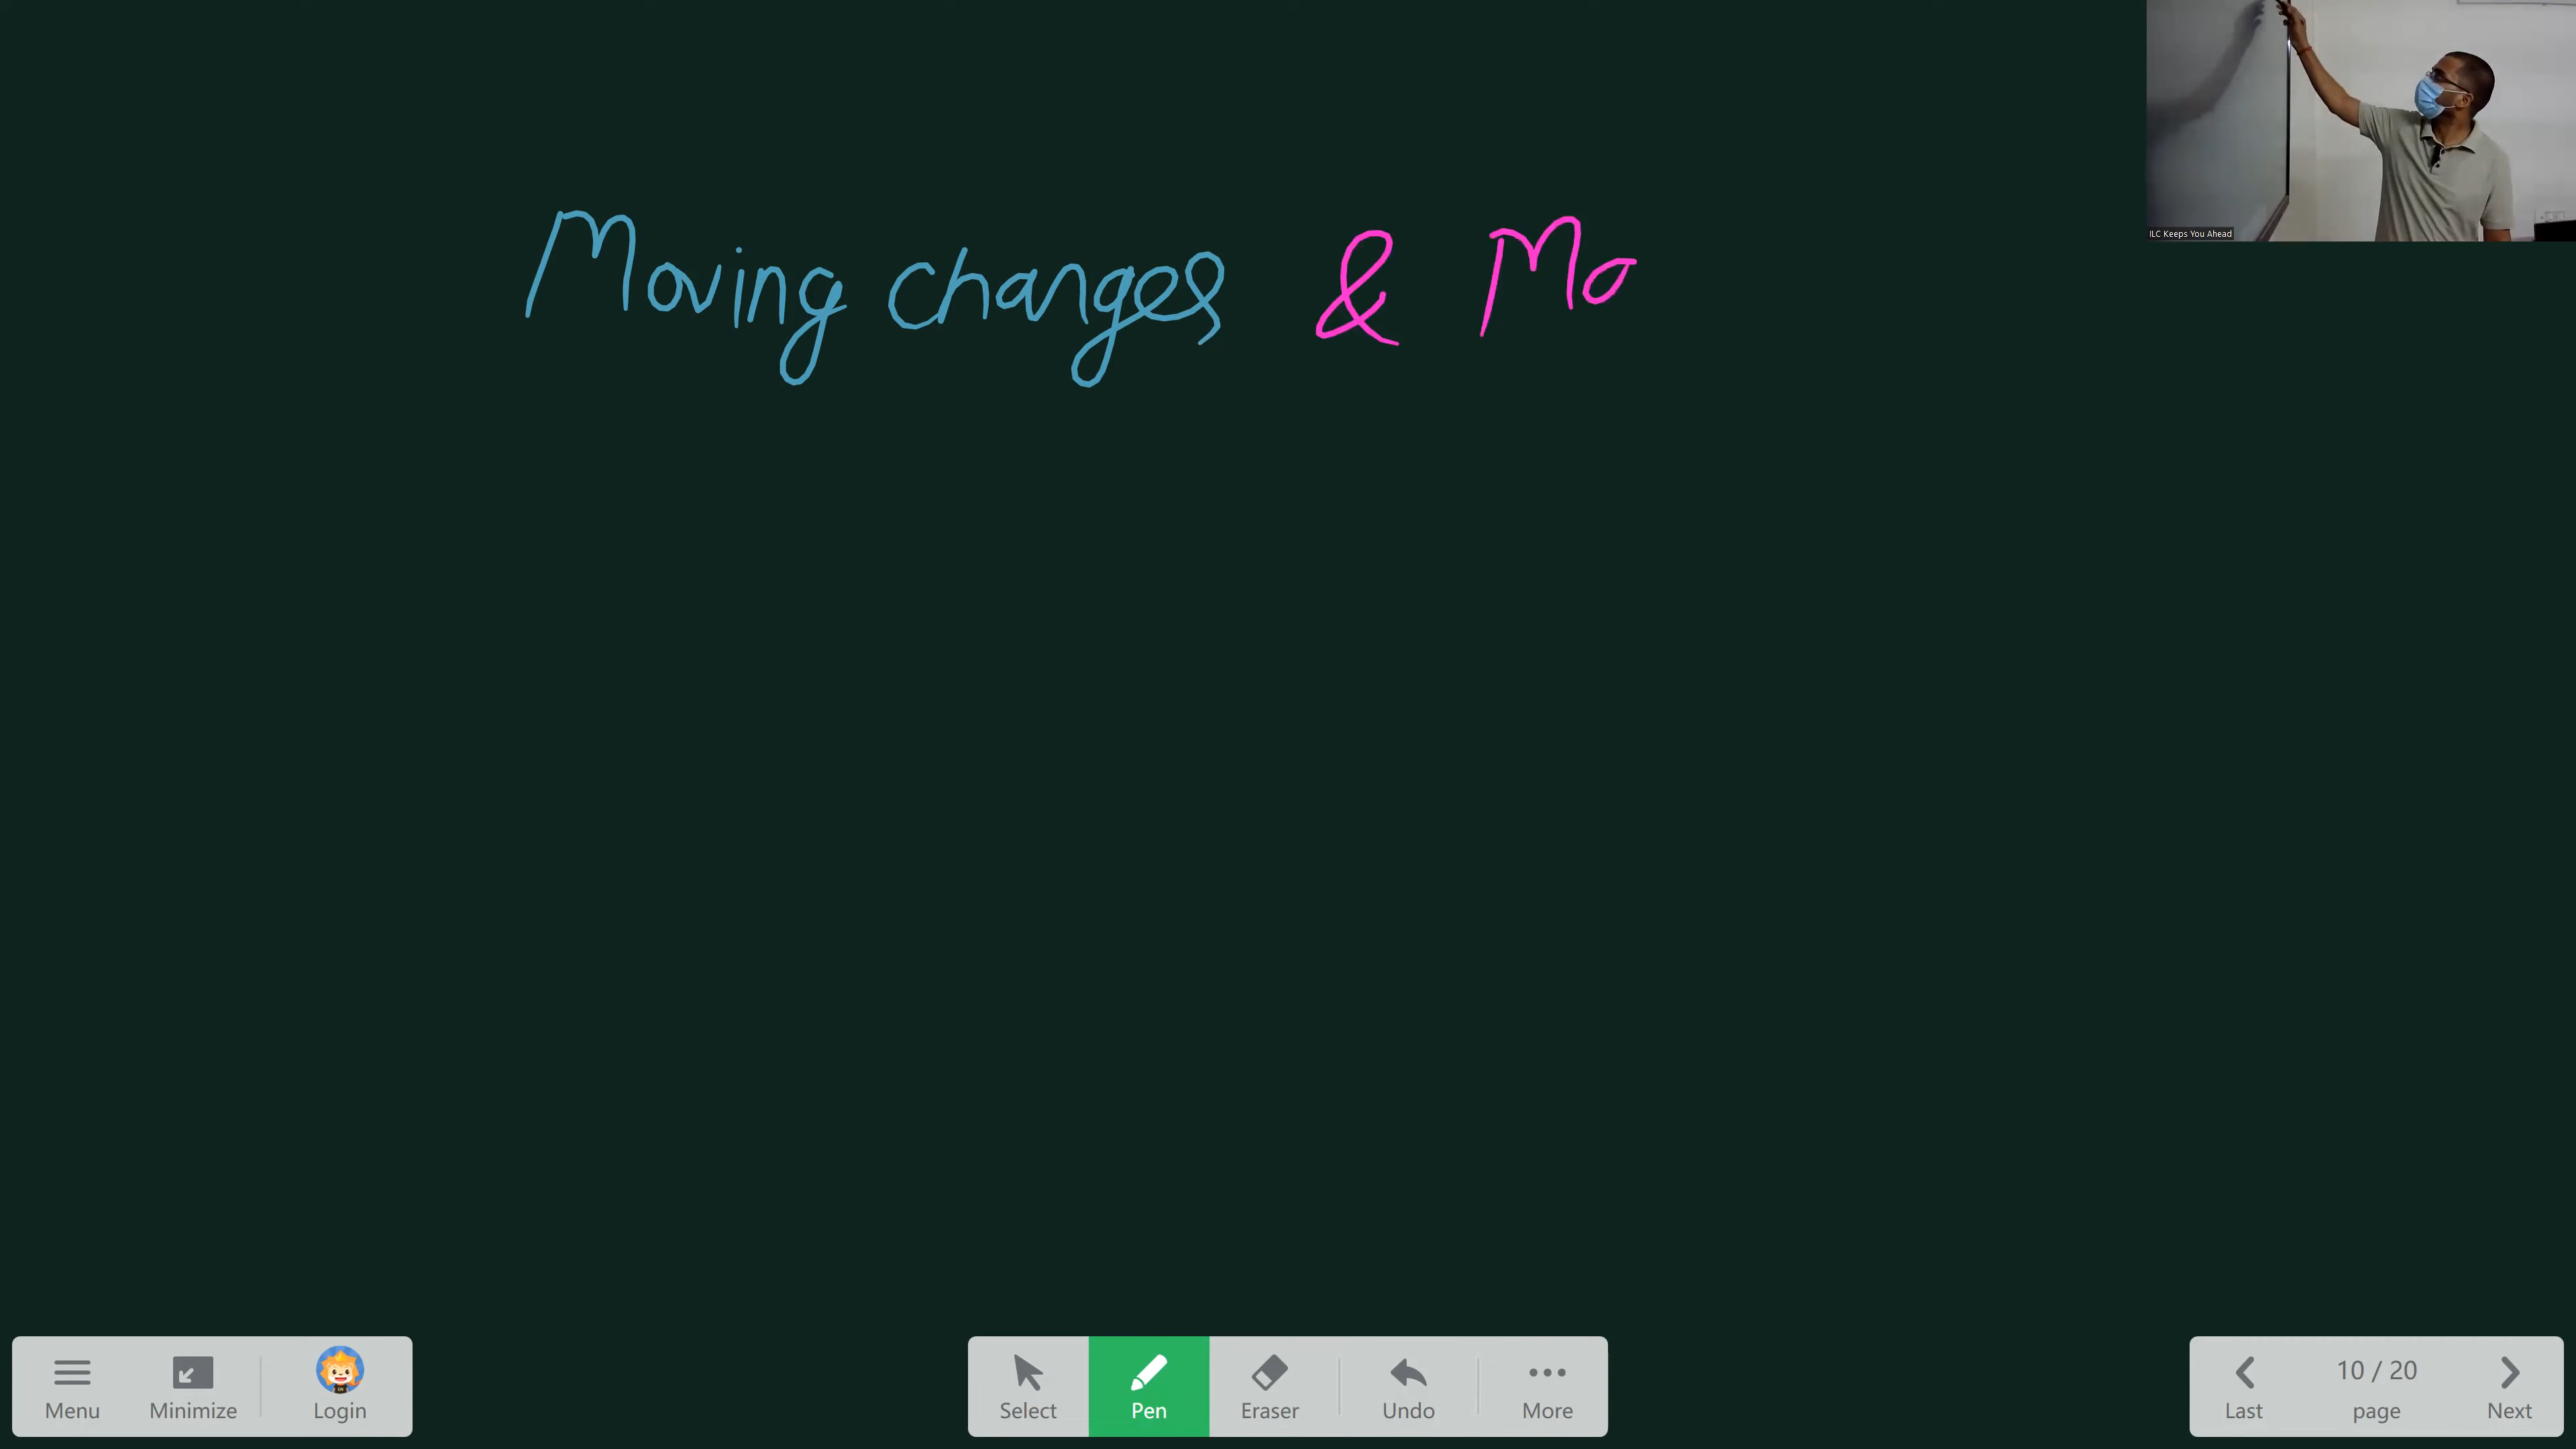 ILC Keeps You Ahead
Moving changes & Mo
Menu
Minimize
Login
Select
Pen
Eraser
Undo
More
Last
10 / 20
page
Next